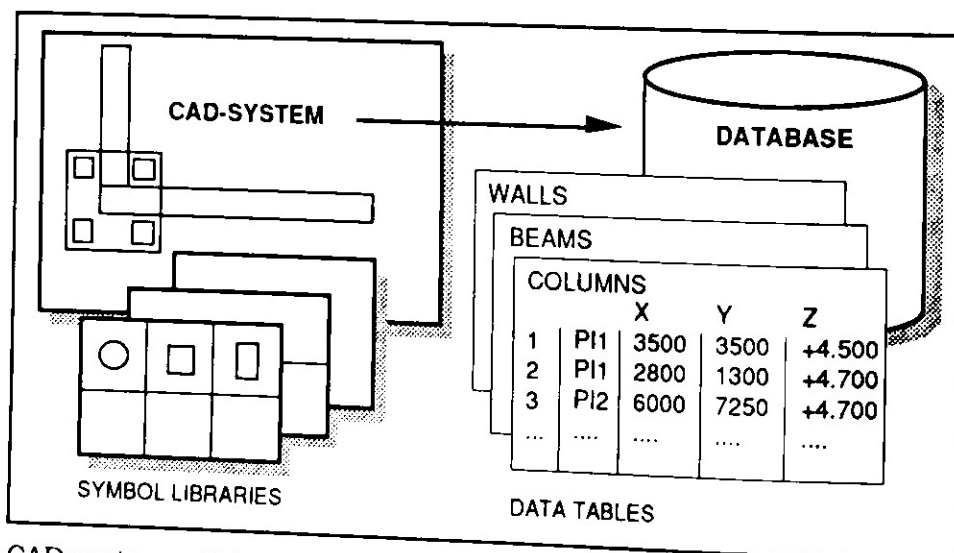 CAD-SYSTEM
DATABASE
WALLS
BEAMS
COLUMNS
X Y Z
1 PI1 3500 3500 +4.500
2 PI1 2800 1300 +4.700
3 PI2 6000 7250 +4.700
... .... .... .... ....
SYMBOL LIBRARIES
DATA TABLES